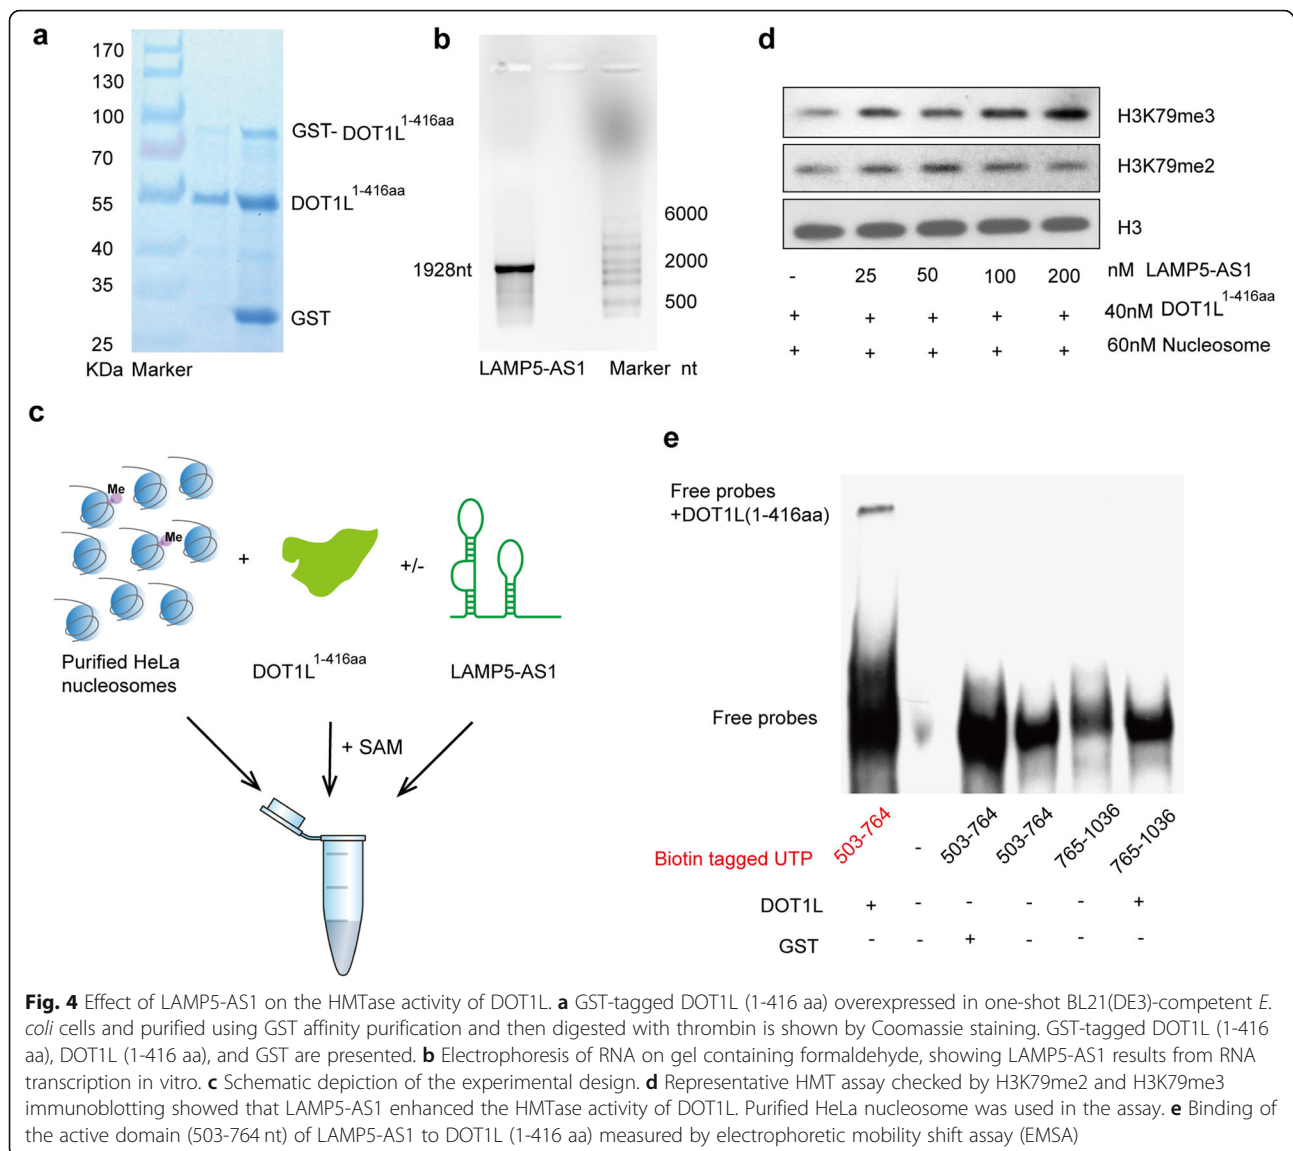 a
170
130
100
70
55
40
35
25
KDa Marker
GST- DOT1L1-416aa
DOT1L1-416aa
GST
b
1928nt
6000
2000
500
LAMP5-AS1 Marker nt
d
H3K79me3
H3K79me2
H3
- 25 50 100 200 nM LAMP5-AS1
+ + + + + 40nM DOT1L1-416aa
+ + + + + 60nM Nucleosome
c
Me
Me
+
+/-
Purified HeLa
nucleosomes
DOT1L1-416aa
LAMP5-AS1
+ SAM
e
Free probes
+DOT1L(1-416aa)
Free probes
Biotin tagged UTP 503-764 - 503-764 503-764 765-1036 765-1036
DOT1L + - - - - +
GST - - + - - -
Fig. 4 Effect of LAMP5-AS1 on the HMTase activity of DOT1L. a GST-tagged DOT1L (1-416 aa) overexpressed in one-shot BL21(DE3)-competent E.
coli cells and purified using GST affinity purification and then digested with thrombin is shown by Coomassie staining. GST-tagged DOT1L (1-416
aa), DOT1L (1-416 aa), and GST are presented. b Electrophoresis of RNA on gel containing formaldehyde, showing LAMP5-AS1 results from RNA
transcription in vitro. c Schematic depiction of the experimental design. d Representative HMT assay checked by H3K79me2 and H3K79me3
immunoblotting showed that LAMP5-AS1 enhanced the HMTase activity of DOT1L. Purified HeLa nucleosome was used in the assay. e Binding of
the active domain (503-764 nt) of LAMP5-AS1 to DOT1L (1-416 aa) measured by electrophoretic mobility shift assay (EMSA)